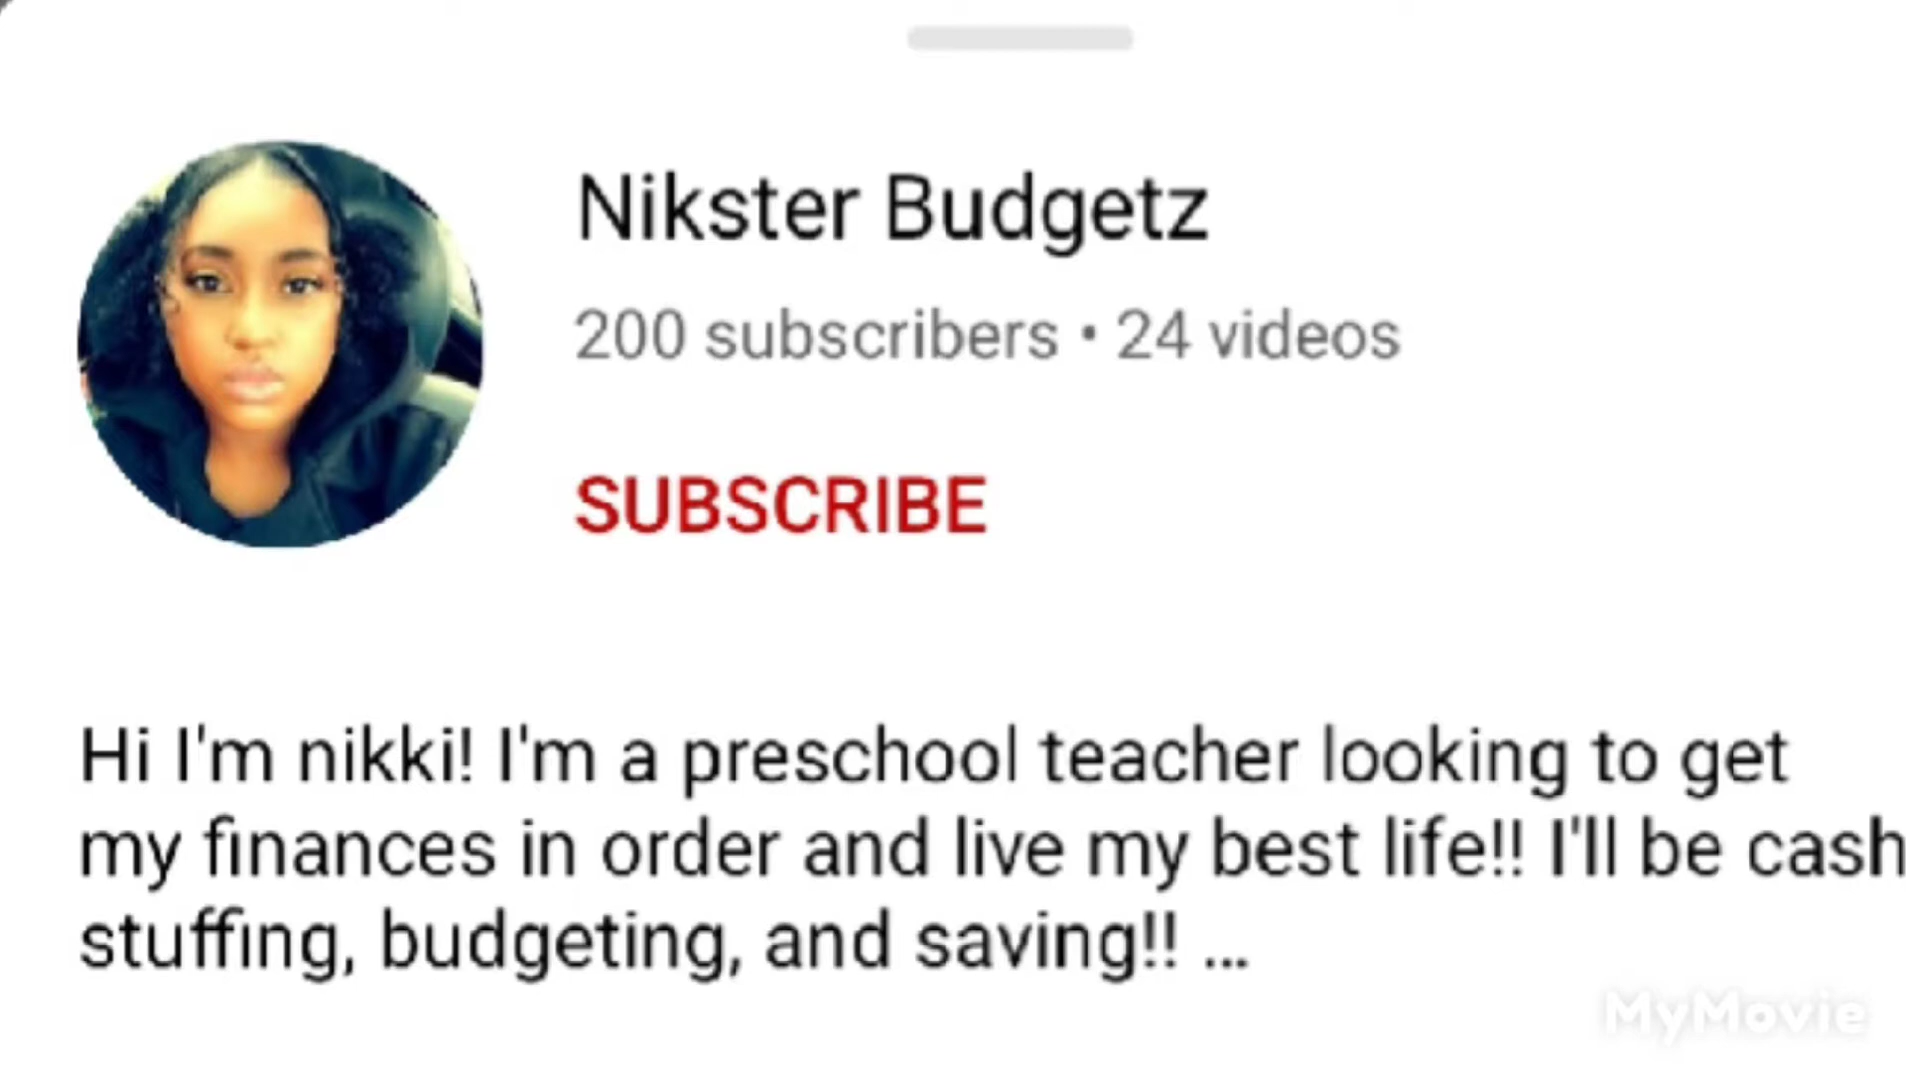 Nikster Budgetz
200 subscribers • 24 videos
SUBSCRIBE
Hi I'm nikki! I'm a preschool teacher looking to get
my finances in order and live my best life!! I'll be cash
stuffing, budgeting, and saving!! ...
MyMovie